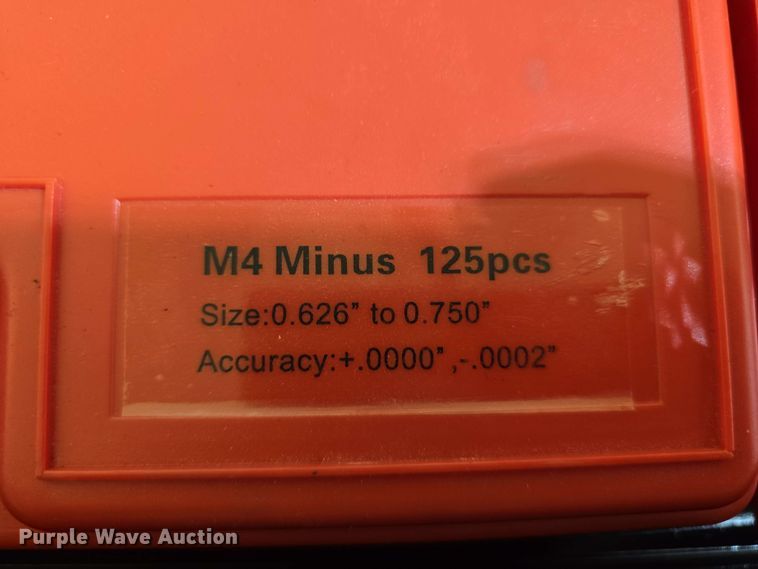 M4 Minus 125pcs
Size:0.626" to 0.750"
Accuracy:+.0000",-.0002"
Purple Wave Auction